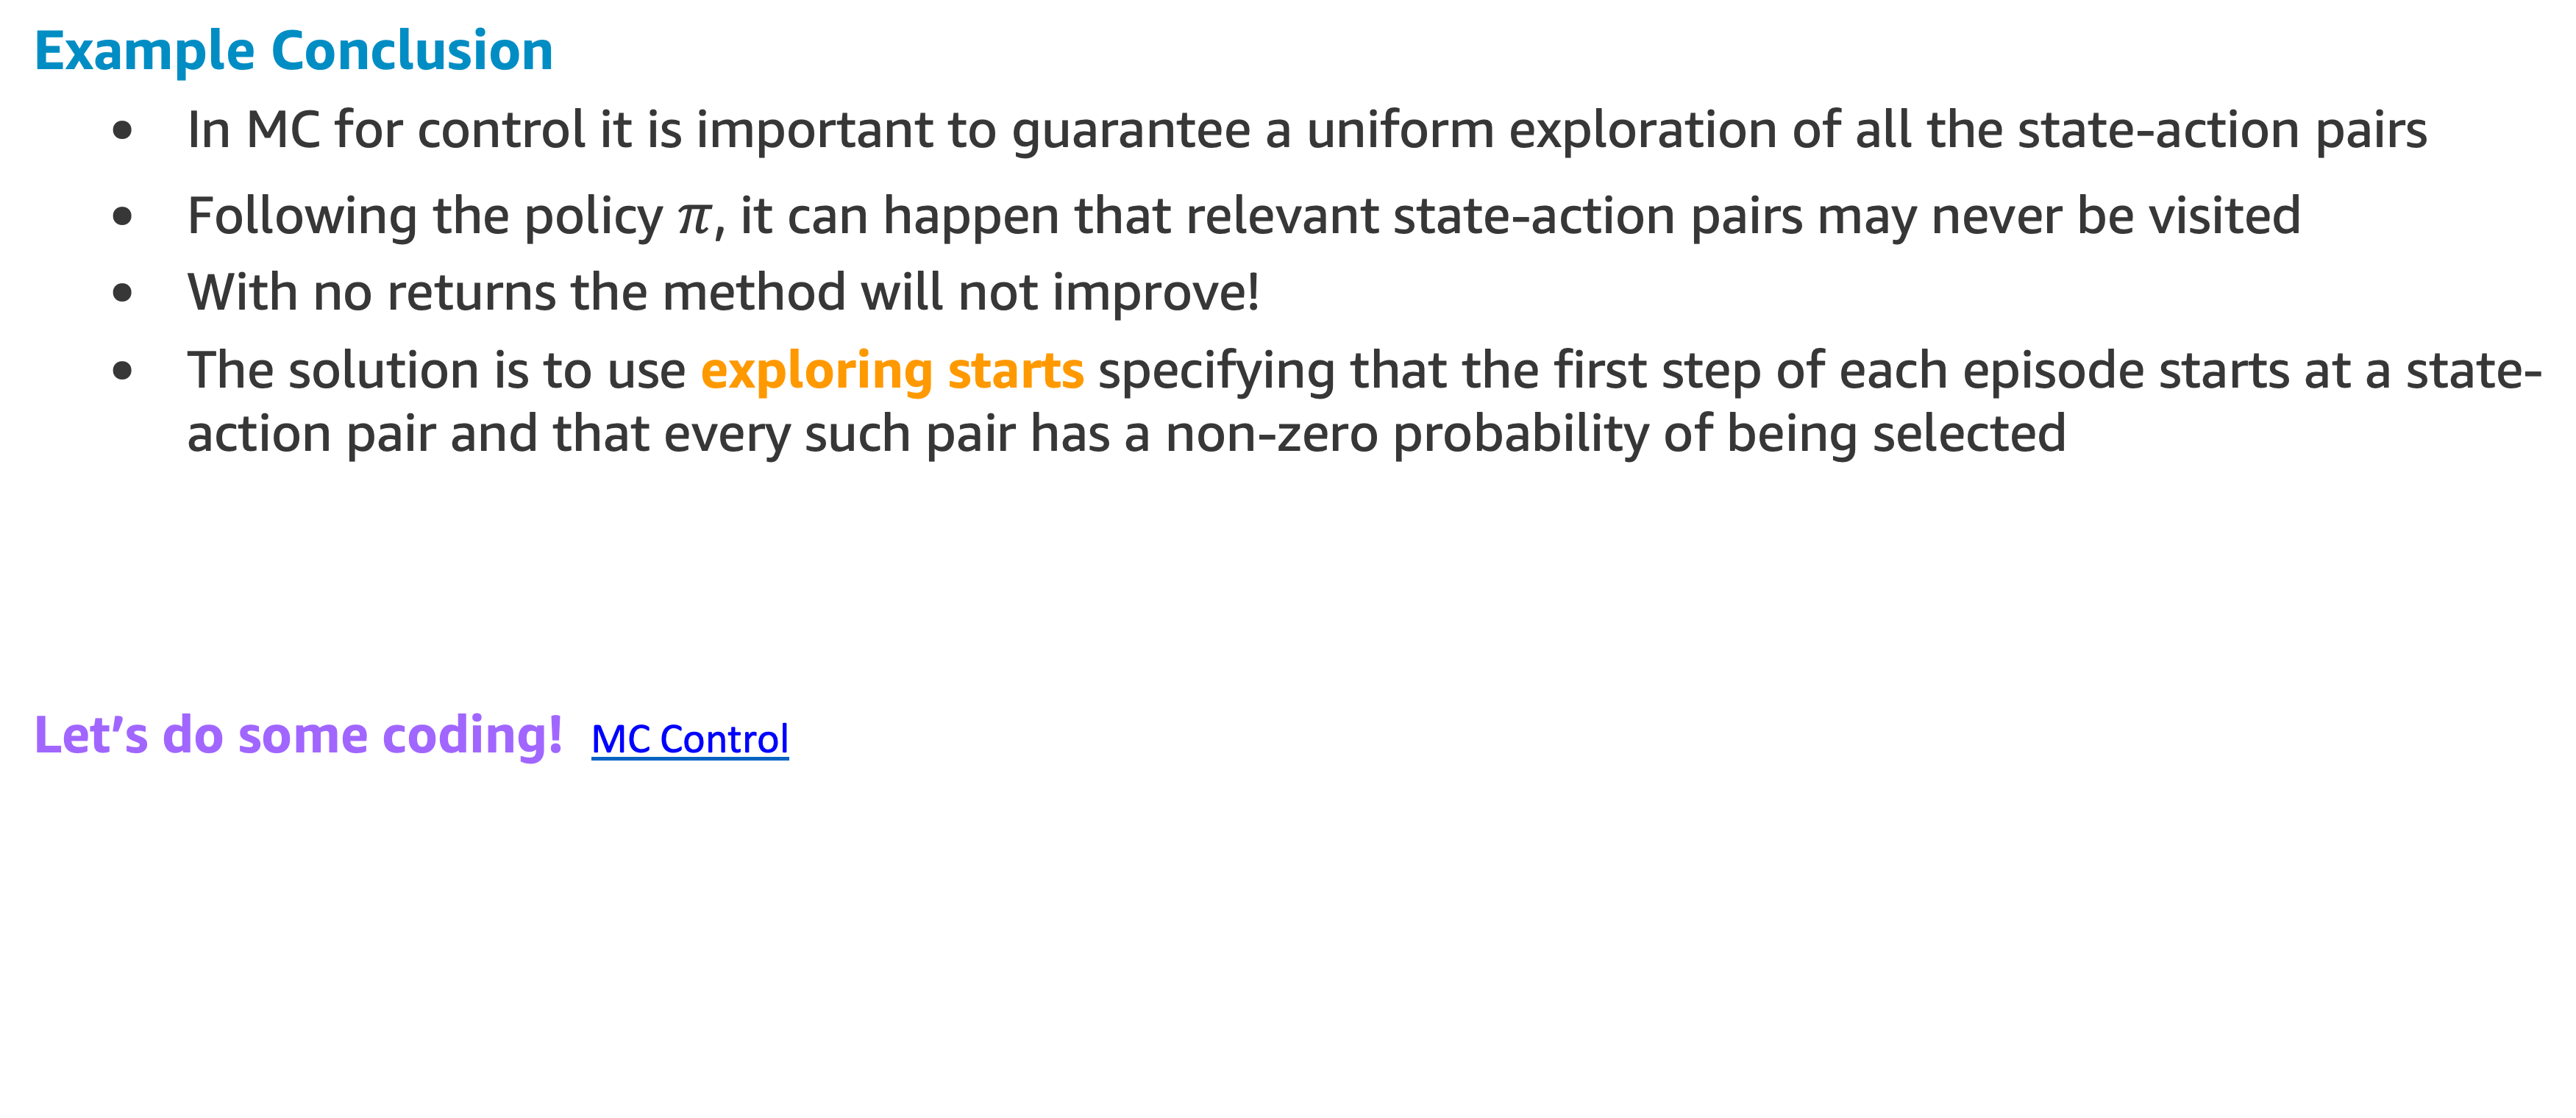 Example Conclusion
• In MC for control it is important to guarantee a uniform exploration of all the state-action pairs
• Following the policy π, it can happen that relevant state-action pairs may never be visited
• With no returns the method will not improve!
• The solution is to use exploring starts specifying that the first step of each episode starts at a state-
action pair and that every such pair has a non-zero probability of being selected
Let’s do some coding! MC Control